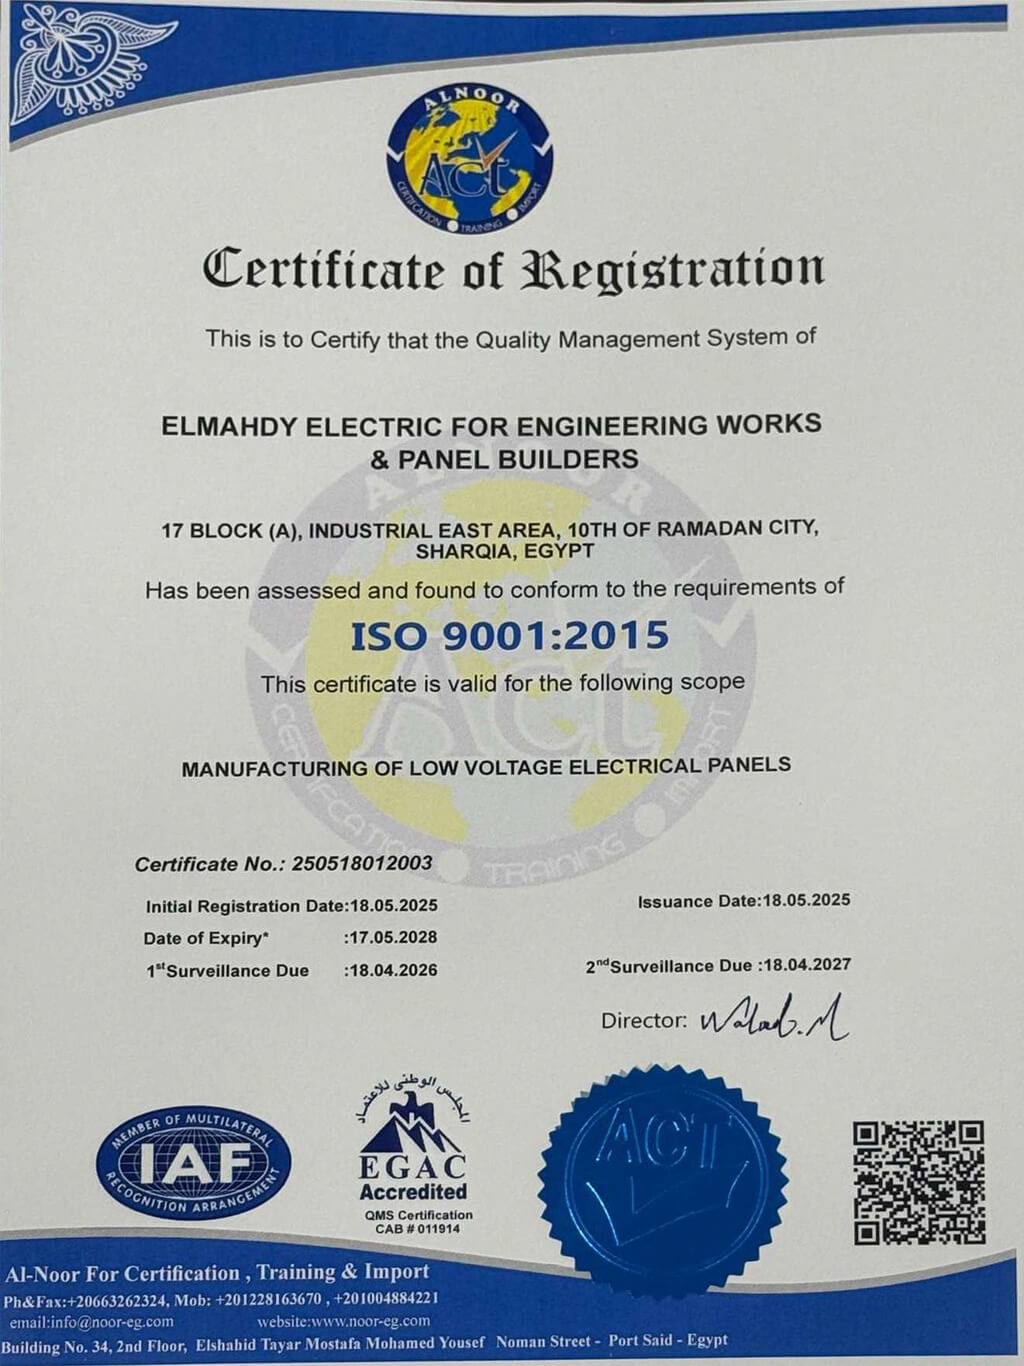 ALNOOR
Act
CERTIFCATION TRAINING IMPORT
Certificate of Registration
This is to Certify that the Quality Management System of
ELMAHDY ELECTRIC FOR ENGINEERING WORKS
& PANEL BUILDERS
17 BLOCK (A), INDUSTRIAL EAST AREA, 10TH OF RAMADAN CITY,
SHARQIA, EGYPT
Has been assessed and found to conform to the requirements of
ISO 9001:2015
This certificate is valid for the following scope
MANUFACTURING OF LOW VOLTAGE ELECTRICAL PANELS
Certificate No.: 250518012003
Initial Registration Date:18.05.2025
Issuance Date:18.05.2025
Date of Expiry* :17.05.2028
1st Surveillance Due :18.04.2026
2nd Surveillance Due :18.04.2027
Director:
MEMBER OF MULTILATERAL
IAF
RECOGNITION ARRANGEMENT
المجلس الوطني للاعتماد
EGAC
Accredited
QMS Certification
CAB # 011914
ACT
Al-Noor For Certification , Training & Import
Ph&Fax:+20663262324, Mob: +201228163670 , +201004884221
email:info@noor-eg.com website:www.noor-eg.com
Building No. 34, 2nd Floor, Elshahid Tayar Mostafa Mohamed Yousef Noman Street - Port Said - Egypt